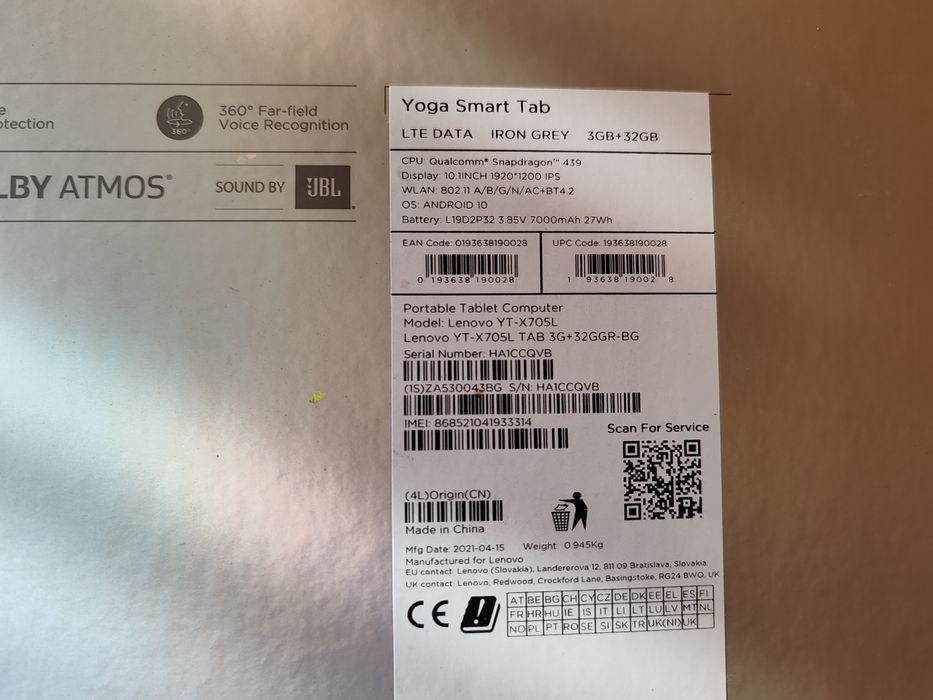 e
otection
360°
360° Far-field
Voice Recognition
LBY ATMOS®
SOUND BY
JBL
Yoga Smart Tab
LTE DATA IRON GREY 3GB+32GB
CPU: Qualcomm® Snapdragon™ 439
Display: 10.1INCH 1920*1200 IPS
WLAN: 802.11 A/B/G/N/AC+BT4.2
OS: ANDROID 10
Battery: L19D2P32 3.85V 7000mAh 27Wh
EAN Code: 0193638190028
0 193638 190028
UPC Code: 193638190028
1 93638 19002 8
Portable Tablet Computer
Model: Lenovo YT-X705L
Lenovo YT-X705L TAB 3G+32GGR-BG
Serial Number: HA1CCQVB
(1S)ZA530043BG S/N: HA1CCQVB
IMEI: 868521041933314
Scan For Service
(4L)Origin(CN)
Made in China
Mfg Date: 2021-04-15 Weight: 0.945Kg
Manufactured for Lenovo
EU contact: Lenovo (Slovakia), Landererova 12, 811 09 Bratislava, Slovakia
UK contact: Lenovo, Redwood, Crockford Lane, Basingstoke, RG24 8WQ, UK
CE
AT BE BG CH CY CZ DE DK EE EL ES FI
FR HR HU IE IS IT LI LT LU LV MT NL
NO PL PT RO SE SI SK TR UK(NI) UK